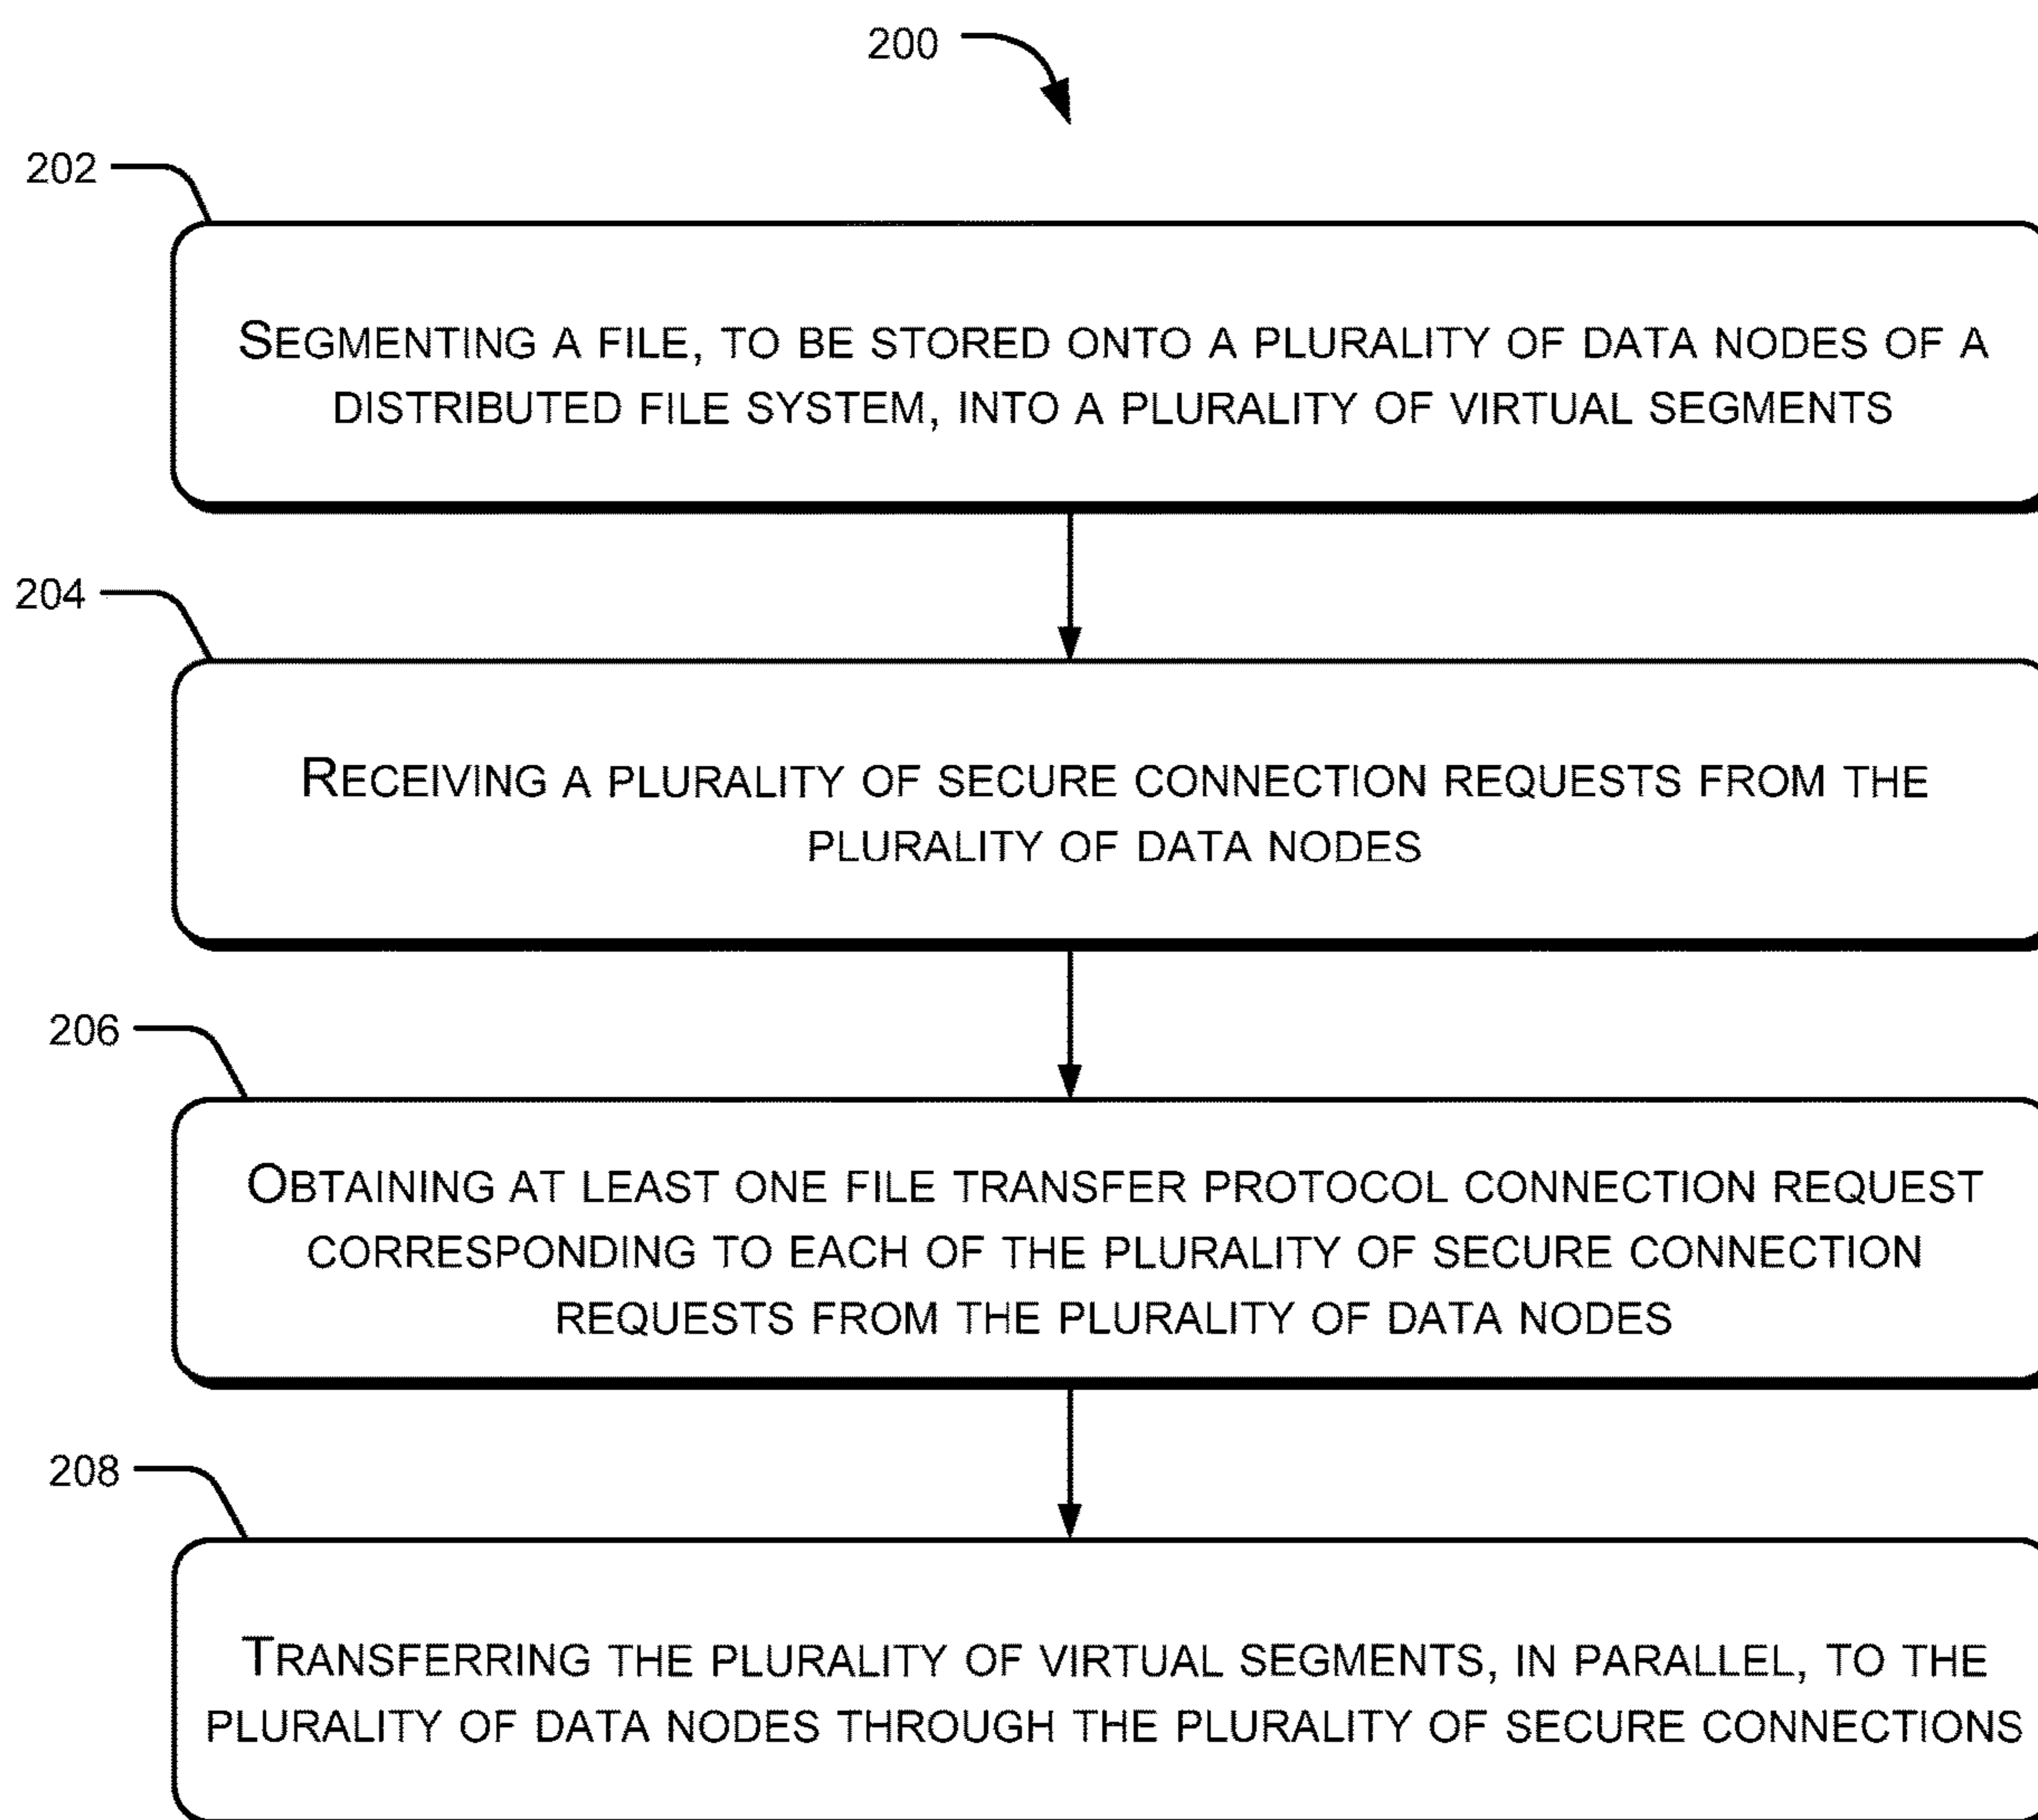 200
202
SEGMENTING A FILE, TO BE STORED ONTO A PLURALITY OF DATA NODES OF A
DISTRIBUTED FILE SYSTEM, INTO A PLURALITY OF VIRTUAL SEGMENTS
204
RECEIVING A PLURALITY OF SECURE CONNECTION REQUESTS FROM THE
PLURALITY OF DATA NODES
206
OBTAINING AT LEAST ONE FILE TRANSFER PROTOCOL CONNECTION REQUEST
CORRESPONDING TO EACH OF THE PLURALITY OF SECURE CONNECTION
REQUESTS FROM THE PLURALITY OF DATA NODES
208
TRANSFERRING THE PLURALITY OF VIRTUAL SEGMENTS, IN PARALLEL, TO THE
PLURALITY OF DATA NODES THROUGH THE PLURALITY OF SECURE CONNECTIONS